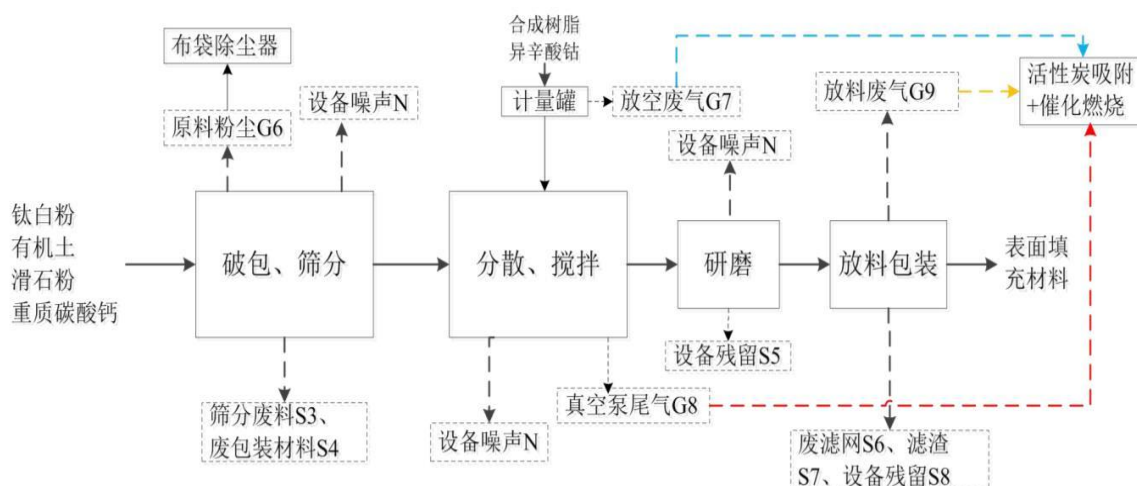 合成树脂
异辛酸钴
布袋除尘器
活性炭吸附
+催化燃烧
设备噪声N
计量罐
放空废气G7
放料废气G9
原料粉尘G6
设备噪声N
钛白粉
有机土
滑石粉
重质碳酸钙
破包、筛分
分散、搅拌
研磨
放料包装
表面填
充材料
设备残留S5
筛分废料S3、
废包装材料S4
真空泵尾气G8
设备噪声N
废滤网S6、滤渣
S7、设备残留S8